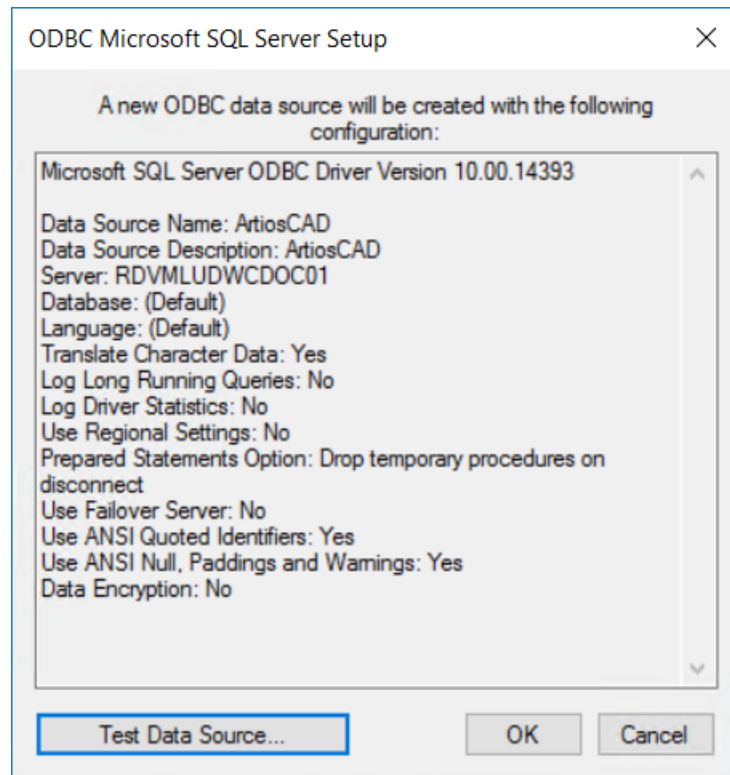 ODBC Microsoft SQL Server Setup
A new ODBC data source will be created with the following
configuration:
Microsoft SQL Server ODBC Driver Version 10.00.14393
Data Source Name: ArtiosCAD
Data Source Description: ArtiosCAD
Server: RDVMLUDWCDOC01
Database: (Default)
Language: (Default)
Translate Character Data: Yes
Log Long Running Queries: No
Log Driver Statistics: No
Use Regional Settings: No
Prepared Statements Option: Drop temporary procedures on
disconnect
Use Failover Server: No
Use ANSI Quoted Identifiers: Yes
Use ANSI Null, Paddings and Warnings: Yes
Data Encryption: No
Test Data Source...
OK
Cancel